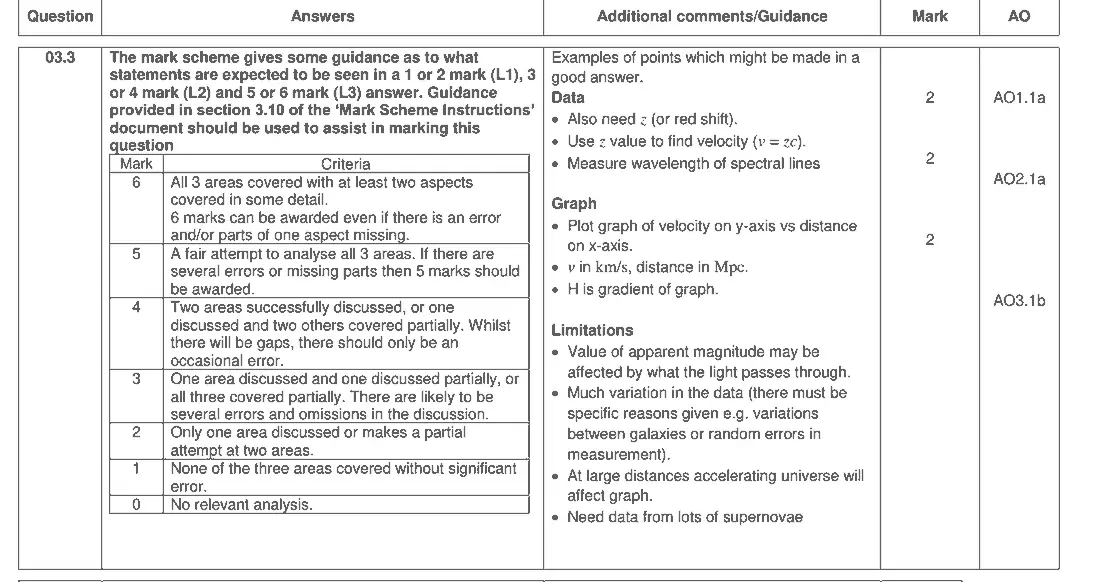 Question Answers Additional comments/Guidance Mark AO
03.3
The mark scheme gives some guidance as to what
statements are expected to be seen in a 1 or 2 mark (L1), 3
or 4 mark (L2) and 5 or 6 mark (L3) answer. Guidance
provided in section 3.10 of the ‘Mark Scheme Instructions’
document should be used to assist in marking this
question
Mark Criteria
6 All 3 areas covered with at least two aspects
covered in some detail.
6 marks can be awarded even if there is an error
and/or parts of one aspect missing.
5 A fair attempt to analyse all 3 areas. If there are
several errors or missing parts then 5 marks should
be awarded.
4 Two areas successfully discussed, or one
discussed and two others covered partially. Whilst
there will be gaps, there should only be an
occasional error.
3 One area discussed and one discussed partially, or
all three covered partially. There are likely to be
several errors and omissions in the discussion.
2 Only one area discussed or makes a partial
attempt at two areas.
1 None of the three areas covered without significant
error.
0 No relevant analysis.
Examples of points which might be made in a
good answer.
Data
• Also need z (or red shift).
• Use z value to find velocity (v = zc).
• Measure wavelength of spectral lines
Graph
• Plot graph of velocity on y-axis vs distance
on x-axis.
• v in km/s, distance in Mpc.
• H is gradient of graph.
Limitations
• Value of apparent magnitude may be
affected by what the light passes through.
• Much variation in the data (there must be
specific reasons given e.g. variations
between galaxies or random errors in
measurement).
• At large distances accelerating universe will
affect graph.
• Need data from lots of supernovae
2
2
2
AO1.1a
AO2.1a
AO3.1b